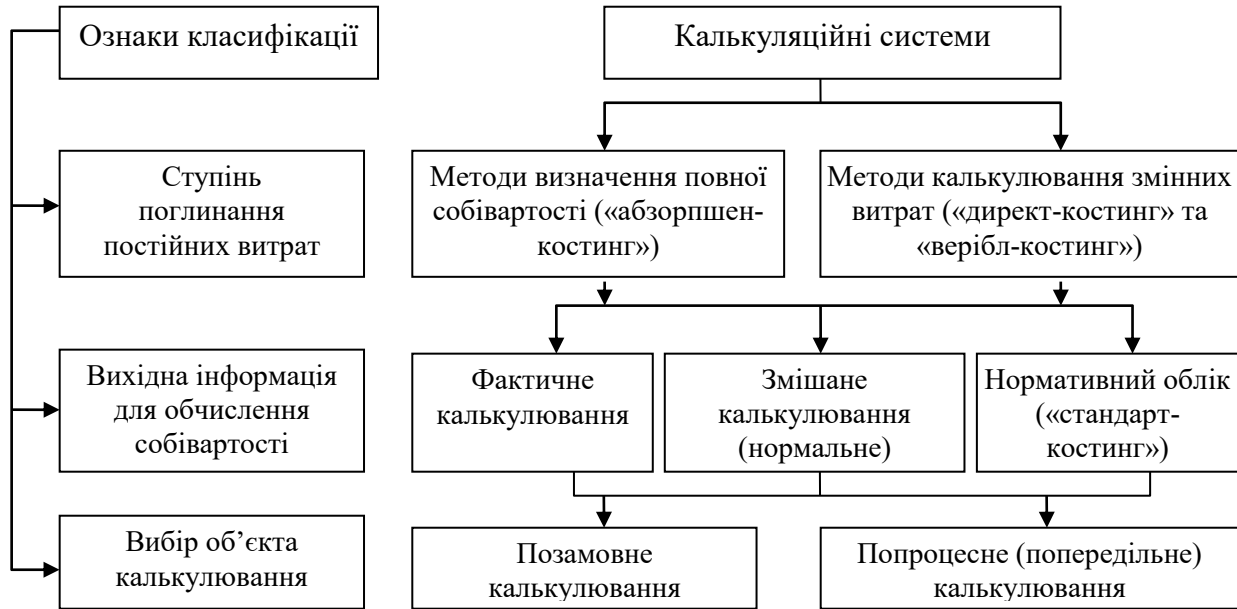 Ознаки класифікації
Калькуляційні системи
Ступінь
поглинання
постійних витрат
Методи визначення повної
собівартості («абзорпшен-
костинг»)
Методи калькулювання змінних
витрат («директ-костинг» та
«верібл-костинг»)
Вихідна інформація
для обчислення
собівартості
Фактичне
калькулювання
Змішане
калькулювання
(нормальне)
Нормативний облік
(«стандарт-
костинг»)
Вибір об’єкта
калькулювання
Позамовне
калькулювання
Попроцесне (попередільне)
калькулювання